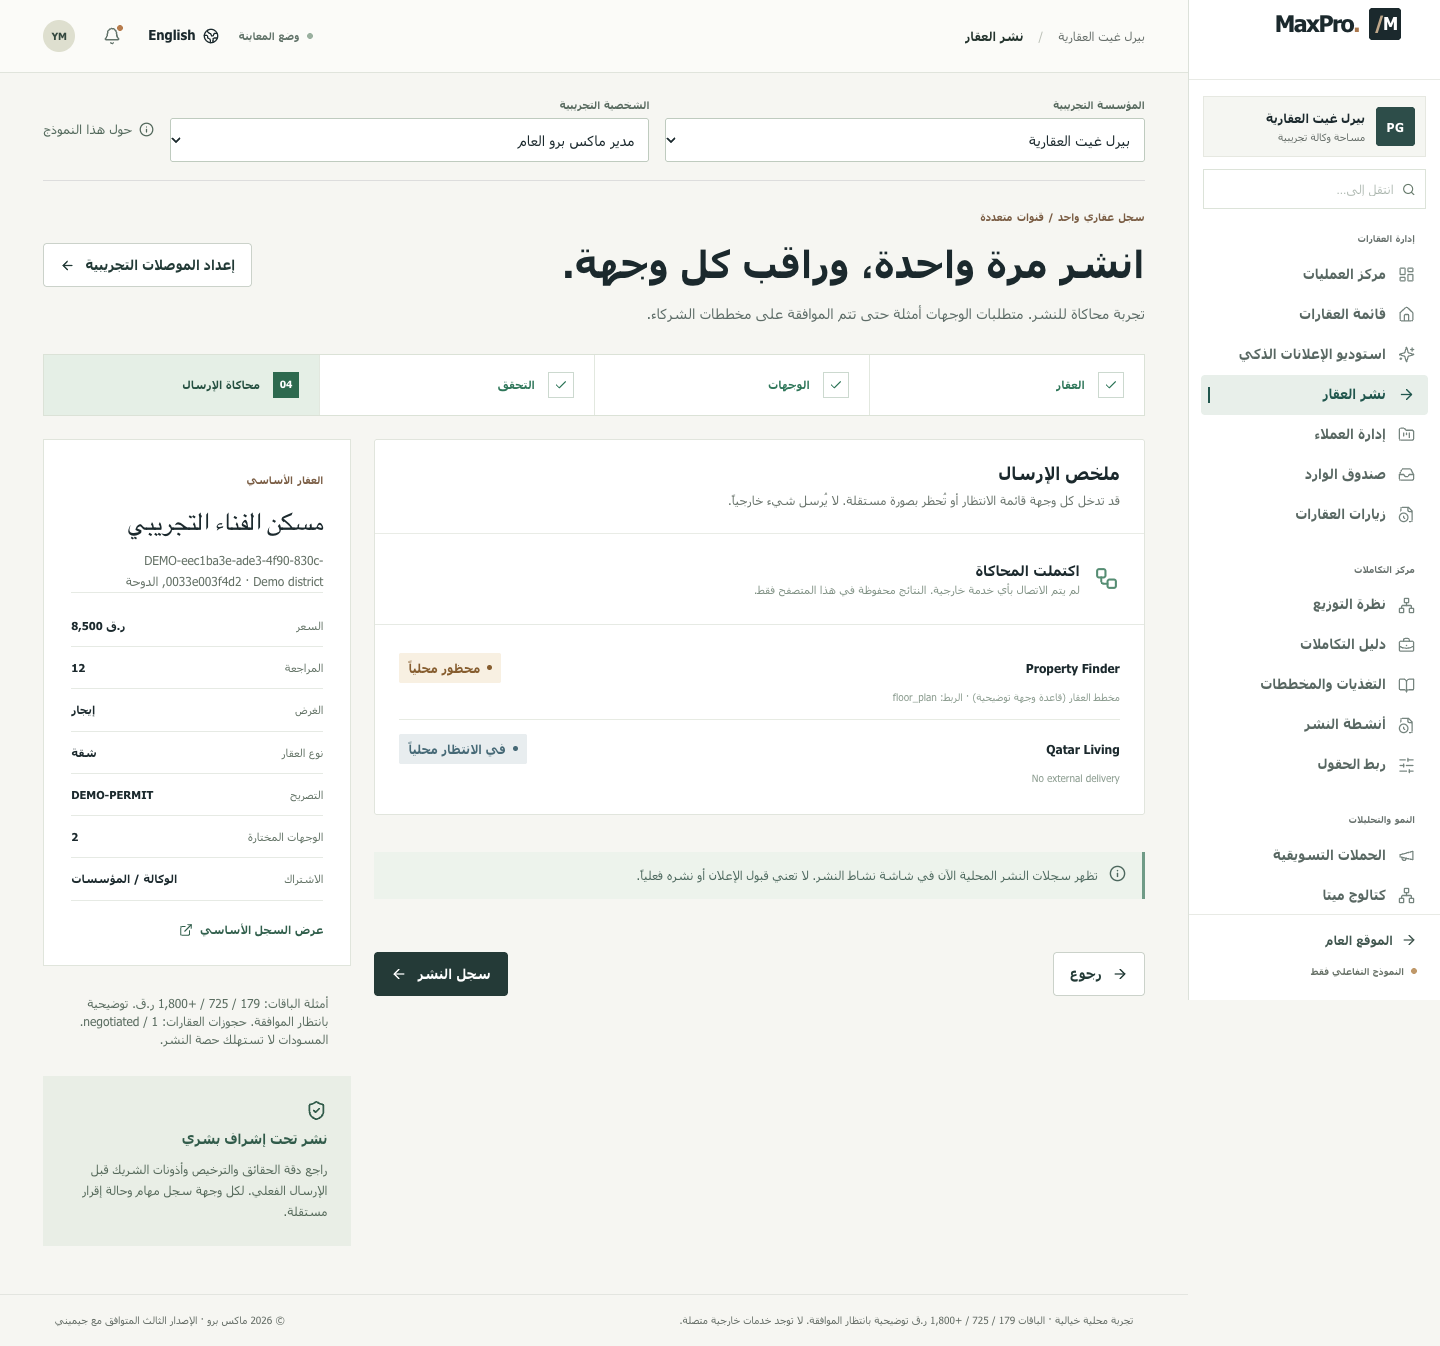 MaxPro.
/M
بيرل غيت العقارية / نشر العقار
وضع المعاينة
English
YM
PG
بيرل غيت العقارية
مساحة وكالة تجريبية
انتقل إلى...
إدارة العقارات
مركز العمليات
قائمة العقارات
استوديو الإعلانات الذكي
نشر العقار
إدارة العملاء
صندوق الوارد
زيارات العقارات
مركز التكاملات
نظرة التوزيع
دليل التكاملات
التغذيات والمخططات
أنشطة النشر
ربط الحقول
النمو والتحليلات
الحملات التسويقية
كتالوج ميتا
الموقع العام
النموذج التفاعلي فقط
المؤسسة التجريبية
بيرل غيت العقارية
الشخصية التجريبية
مدير ماكس برو العام
حول هذا النموذج
سجل عقاري واحد / قنوات متعددة
انشر مرة واحدة، وراقب كل وجهة.
تجربة محاكاة للنشر. متطلبات الوجهات أمثلة حتى تتم الموافقة على مخططات الشركاء.
إعداد الموصلات التجريبية
العقار
الوجهات
التحقق
04 محاكاة الإرسال
ملخص الإرسال
قد تدخل كل وجهة قائمة الانتظار أو تُحظر بصورة مستقلة. لا يُرسل شيء خارجياً.
اكتملت المحاكاة
لم يتم الاتصال بأي خدمة خارجية. النتائج محفوظة في هذا المتصفح فقط.
Property Finder
محظور محلياً
مخطط العقار (قاعدة وجهة توضيحية) · الربط: floor_plan
Qatar Living
في الانتظار محلياً
No external delivery
تظهر سجلات النشر المحلية الآن في شاشة نشاط النشر. لا تعني قبول الإعلان أو نشره فعلياً.
رجوع
سجل النشر
العقار الأساسي
مسكن الفناء التجريبي
DEMO-eec1ba3e-ade3-4f90-830c-
0033e003f4d2 · Demo district, الدوحة
السعر
8,500 ر.ق
المراجعة
12
الغرض
إيجار
نوع العقار
شقة
التصريح
DEMO-PERMIT
الوجهات المختارة
2
الاشتراك
الوكالة / المؤسسات
عرض السجل الأساسي
أمثلة الباقات: 179 / 725 / +1,800 ر.ق. توضيحية
بانتظار الموافقة. حجوزات العقارات: 1 / negotiated.
المسودات لا تستهلك حصة النشر.
نشر تحت إشراف بشري
راجع دقة الحقائق والترخيص وأذونات الشريك قبل
الإرسال الفعلي. لكل وجهة سجل مهام وحالة إقرار
مستقلة.
تجربة محلية خيالية · الباقات 179 / 725 / +1,800 ر.ق توضيحية بانتظار الموافقة. لا توجد خدمات خارجية متصلة.
© 2026 ماكس برو · الإصدار الثالث المتوافق مع جيميني